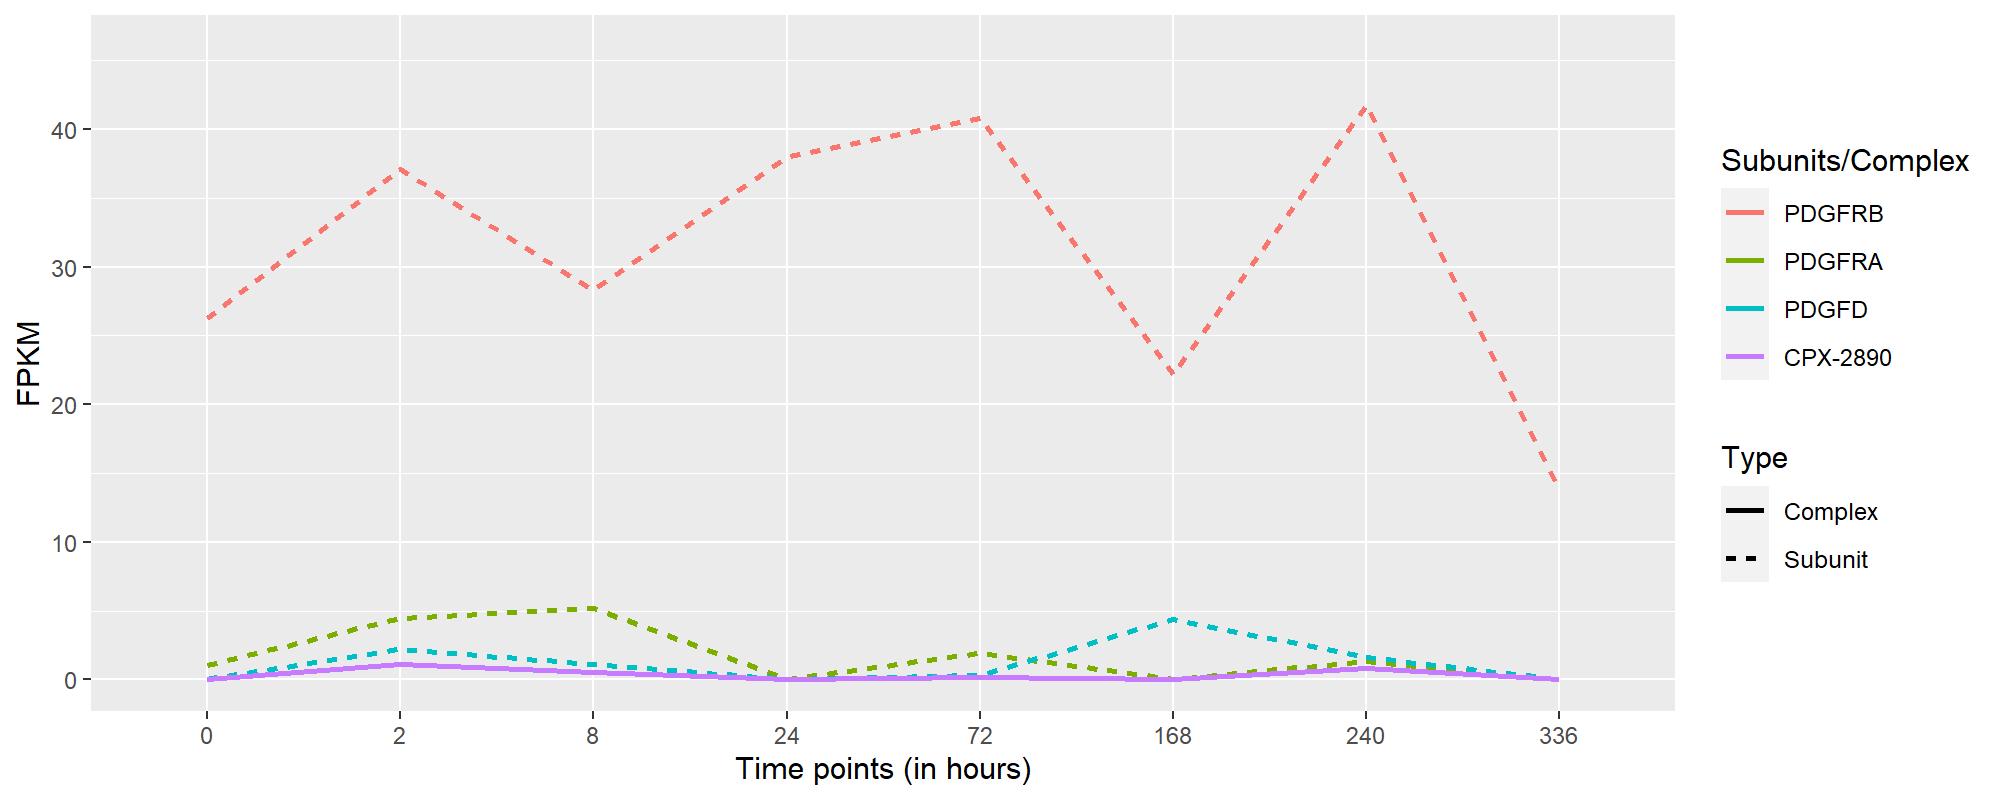 FPKM
40
30
20
10
0
0 2 8 24 72 168 240 336
Time points (in hours)
Subunits/Complex
PDGFRB
PDGFRA
PDGFD
CPX-2890
Type
Complex
Subunit